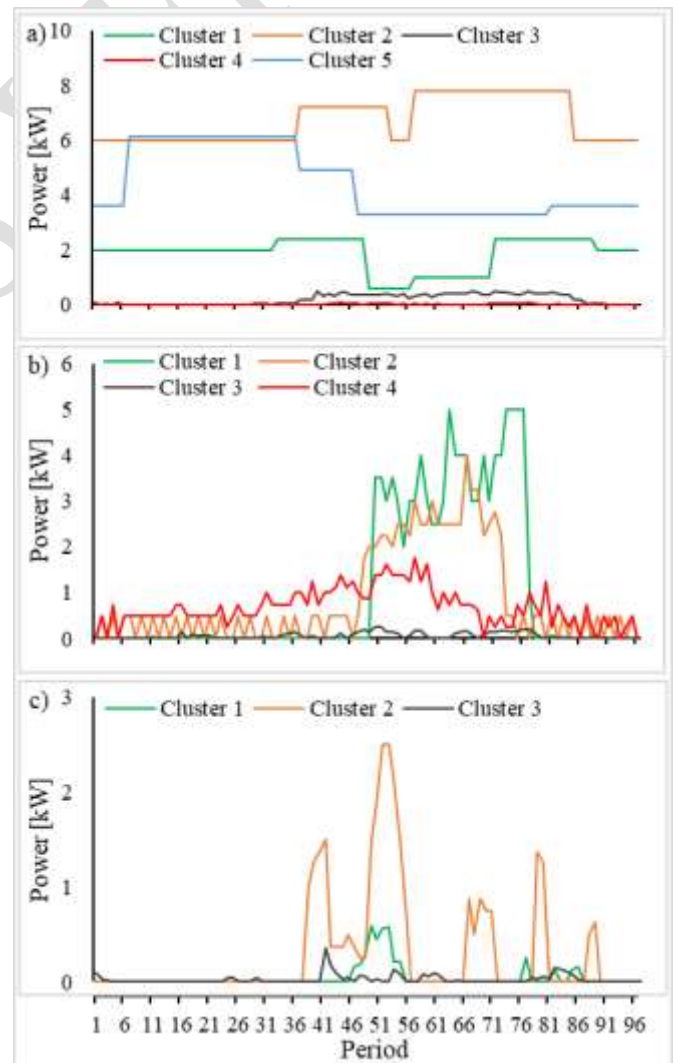 a) 10
Cluster 1 Cluster 2 Cluster 3
Cluster 4 Cluster 5
8
6
4
2
0
Power [kW]
b) 6
Cluster 1 Cluster 2
Cluster 3 Cluster 4
5
4
3
2
1
0
Power [kW]
c) 3
Cluster 1 Cluster 2 Cluster 3
2
1
0
Power [kW]
1 6 11 16 21 26 31 36 41 46 51 56 61 66 71 76 81 86 91 96
Period